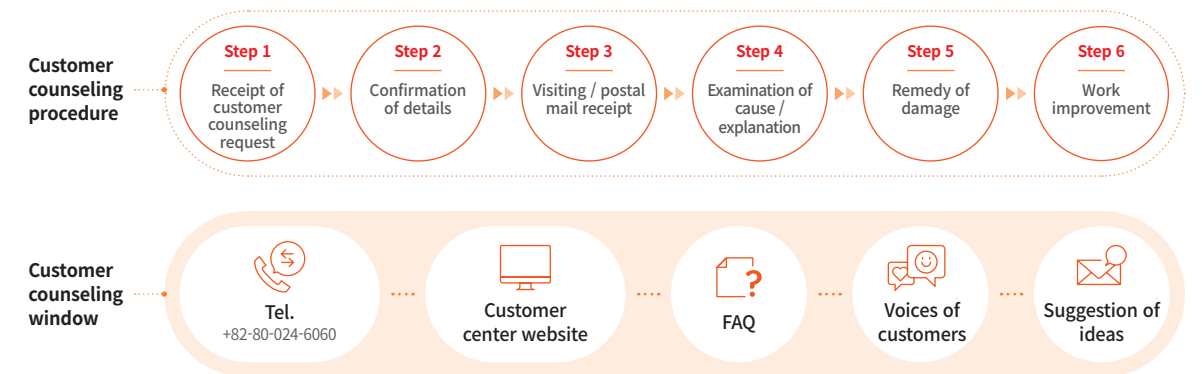 Customer
counseling
procedure
Step 1
Receipt of
customer
counseling
request
Step 2
Confirmation
of details
Step 3
Visiting / postal
mail receipt
Step 4
Examination of
cause /
explanation
Step 5
Remedy of
damage
Step 6
Work
improvement
Customer
counseling
window
Tel.
+82-80-024-6060
Customer
center website
?
FAQ
Voices of
customers
Suggestion of
ideas